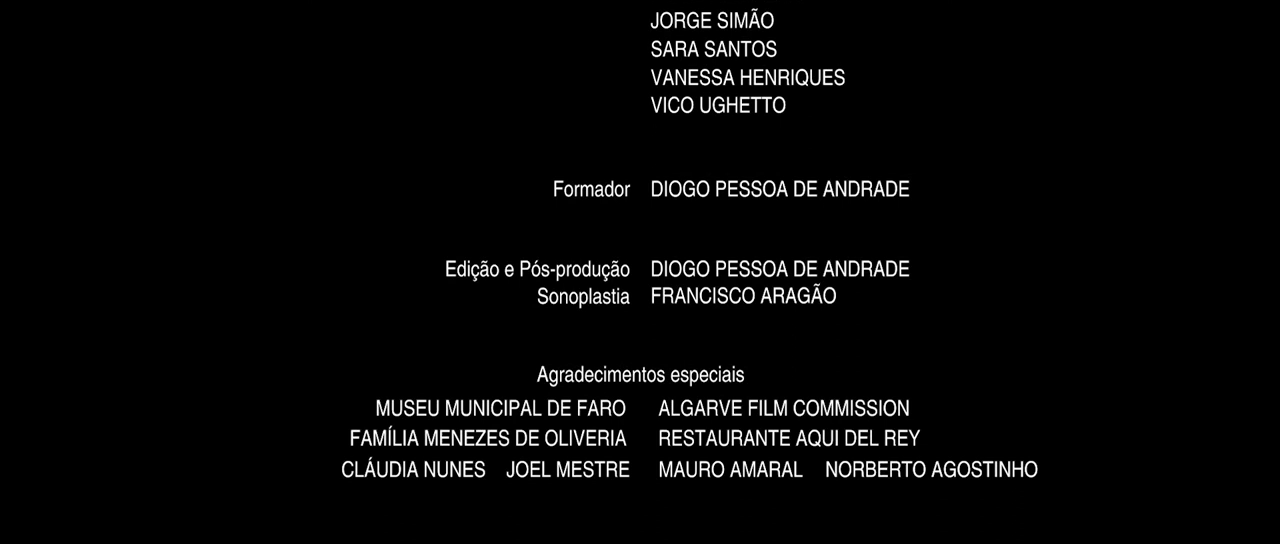 JORGE SIMÃO
SARA SANTOS
VANESSA HENRIQUES
VICO UGHETTO
Formador DIOGO PESSOA DE ANDRADE
Edição e Pós-produção DIOGO PESSOA DE ANDRADE
Sonoplastia FRANCISCO ARAGÃO
Agradecimentos especiais
MUSEU MUNICIPAL DE FARO ALGARVE FILM COMMISSION
FAMÍLIA MENEZES DE OLIVERIA RESTAURANTE AQUI DEL REY
CLÁUDIA NUNES JOEL MESTRE MAURO AMARAL NORBERTO AGOSTINHO